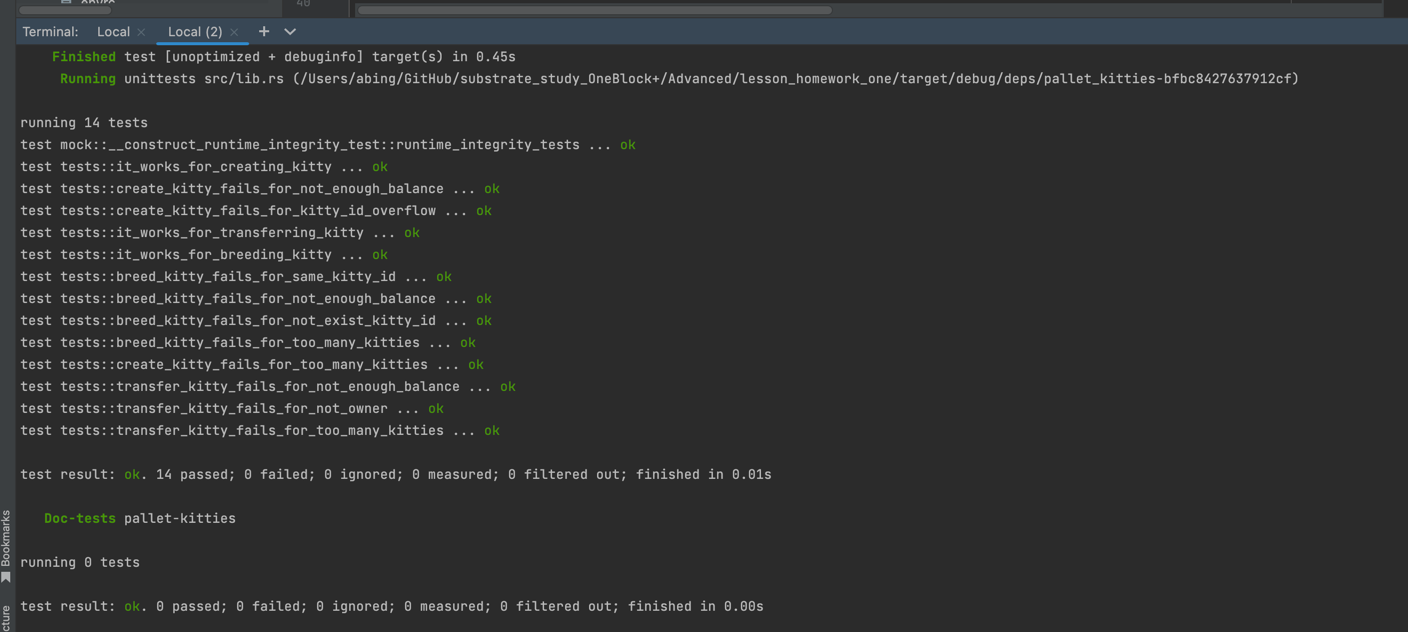 40
Terminal: Local Local (2)
Finished test [unoptimized + debuginfo] target(s) in 0.45s
Running unittests src/lib.rs (/Users/abing/GitHub/substrate_study_OneBlock+/Advanced/lesson_homework_one/target/debug/deps/pallet_kitties-bfbc8427637912cf)
running 14 tests
test mock::__construct_runtime_integrity_test::runtime_integrity_tests ... ok
test tests::it_works_for_creating_kitty ... ok
test tests::create_kitty_fails_for_not_enough_balance ... ok
test tests::create_kitty_fails_for_kitty_id_overflow ... ok
test tests::it_works_for_transferring_kitty ... ok
test tests::it_works_for_breeding_kitty ... ok
test tests::breed_kitty_fails_for_same_kitty_id ... ok
test tests::breed_kitty_fails_for_not_enough_balance ... ok
test tests::breed_kitty_fails_for_not_exist_kitty_id ... ok
test tests::breed_kitty_fails_for_too_many_kitties ... ok
test tests::create_kitty_fails_for_too_many_kitties ... ok
test tests::transfer_kitty_fails_for_not_enough_balance ... ok
test tests::transfer_kitty_fails_for_not_owner ... ok
test tests::transfer_kitty_fails_for_too_many_kitties ... ok
test result: ok. 14 passed; 0 failed; 0 ignored; 0 measured; 0 filtered out; finished in 0.01s
Doc-tests pallet-kitties
running 0 tests
test result: ok. 0 passed; 0 failed; 0 ignored; 0 measured; 0 filtered out; finished in 0.00s
Bookmarks
cture